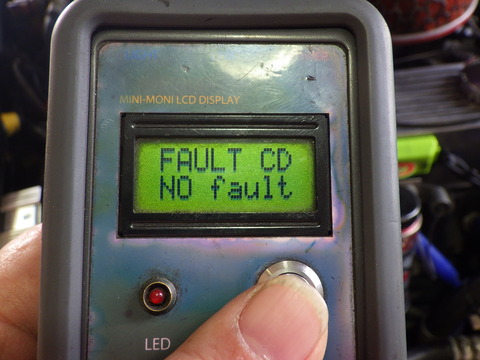 MINI-MONI LCD DISPLAY
FAULT CD
NO fault
LED